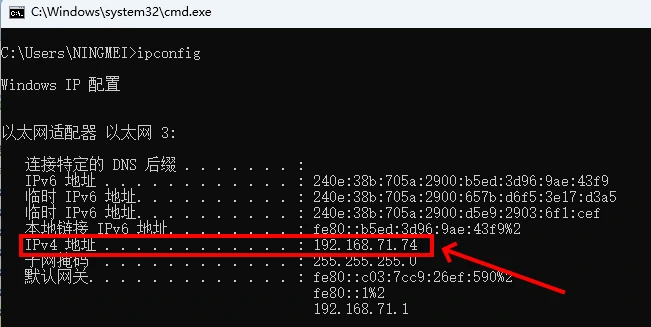 C:\Windows\system32\cmd.exe
C:\Users\NINGMEI>ipconfig
Windows IP 配置
以太网适配器 以太网 3:
连接特定的 DNS 后缀 . . . . . . . :
IPv6 地址 . . . . . . . . . . . . : 240e:38b:705a:2900:b5ed:3d96:9ae:43f9
临时 IPv6 地址. . . . . . . . . . : 240e:38b:705a:2900:657b:d6f5:3e17:d3a5
临时 IPv6 地址. . . . . . . . . . : 240e:38b:705a:2900:d5e9:2903:6f1:cef
本地链接 IPv6 地址. . . . . . . . : fe80::b5ed:3d96:9ae:43f9%2
IPv4 地址 . . . . . . . . . . . . : 192.168.71.74
子网掩码 . . . . . . . . . . . . : 255.255.255.0
默认网关. . . . . . . . . . . . . : fe80::c03:7cc9:26ef:590%2
fe80::1%2
192.168.71.1